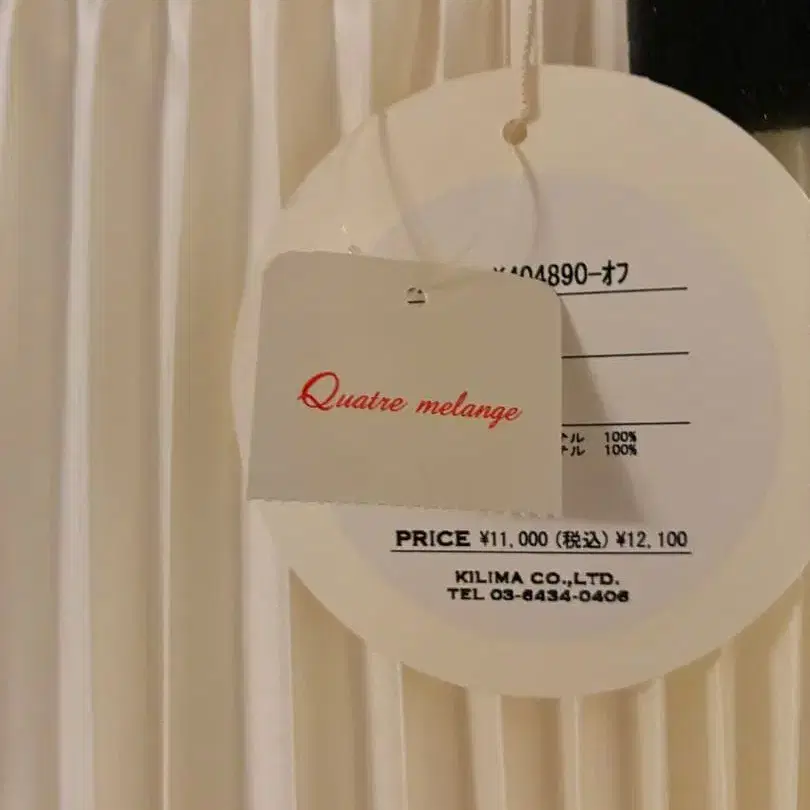 404890-オフ
Quatre melange
100%
100%
PRICE ¥11,000(税込)¥12,100
KILIMA CO.,LTD.
TEL 03-6434-0406